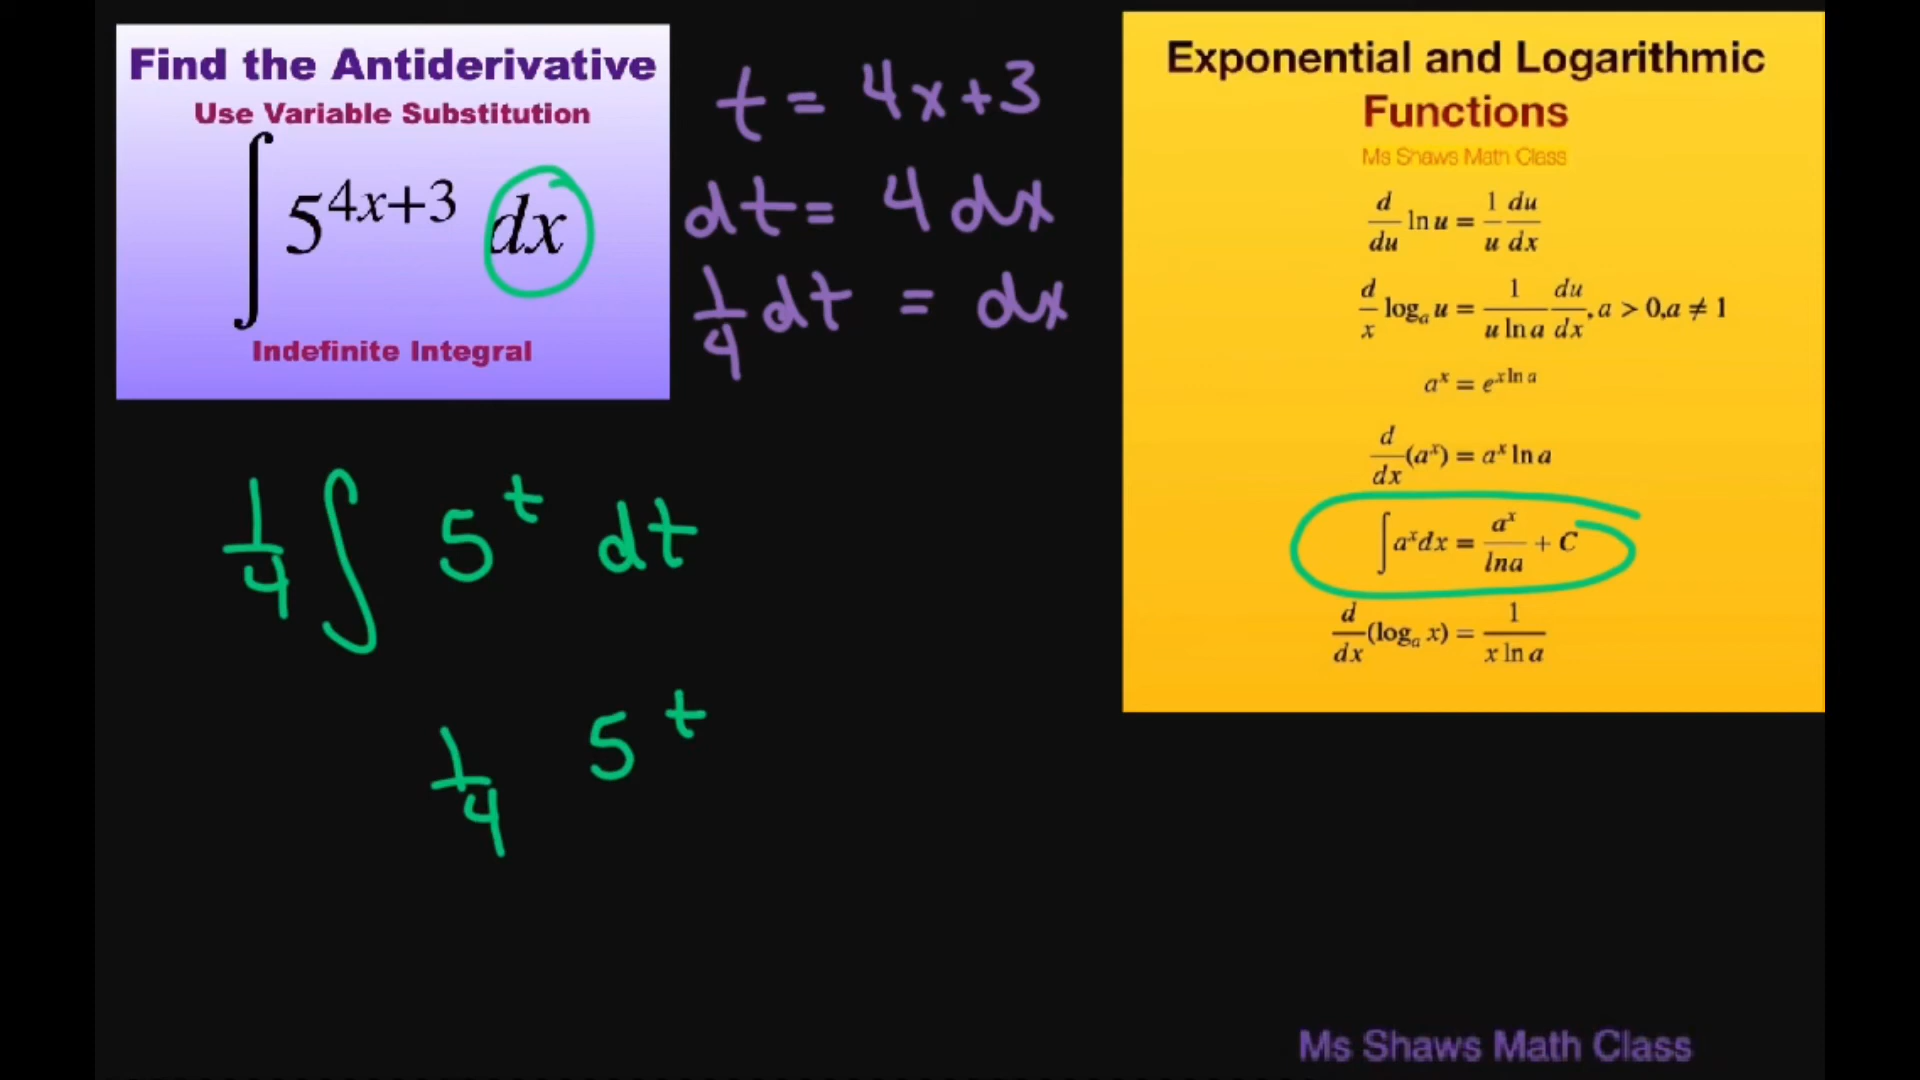 Find the Antiderivative
Use Variable Substitution
∫ 5^{4x+3} dx
Indefinite Integral
t = 4x+3
dt = 4 dx
1/4 dt = dx
1/4 ∫ 5^t dt
1/4 5^t
Exponential and Logarithmic
Functions
Ms Shaws Math Class
d/du ln u = 1/u du/dx
d/x log_a u = 1/(u ln a) du/dx, a > 0, a ≠ 1
a^x = e^{x ln a}
d/dx (a^x) = a^x ln a
∫ a^x dx = a^x/lna + C
d/dx (log_a x) = 1/(x ln a)
Ms Shaws Math Class